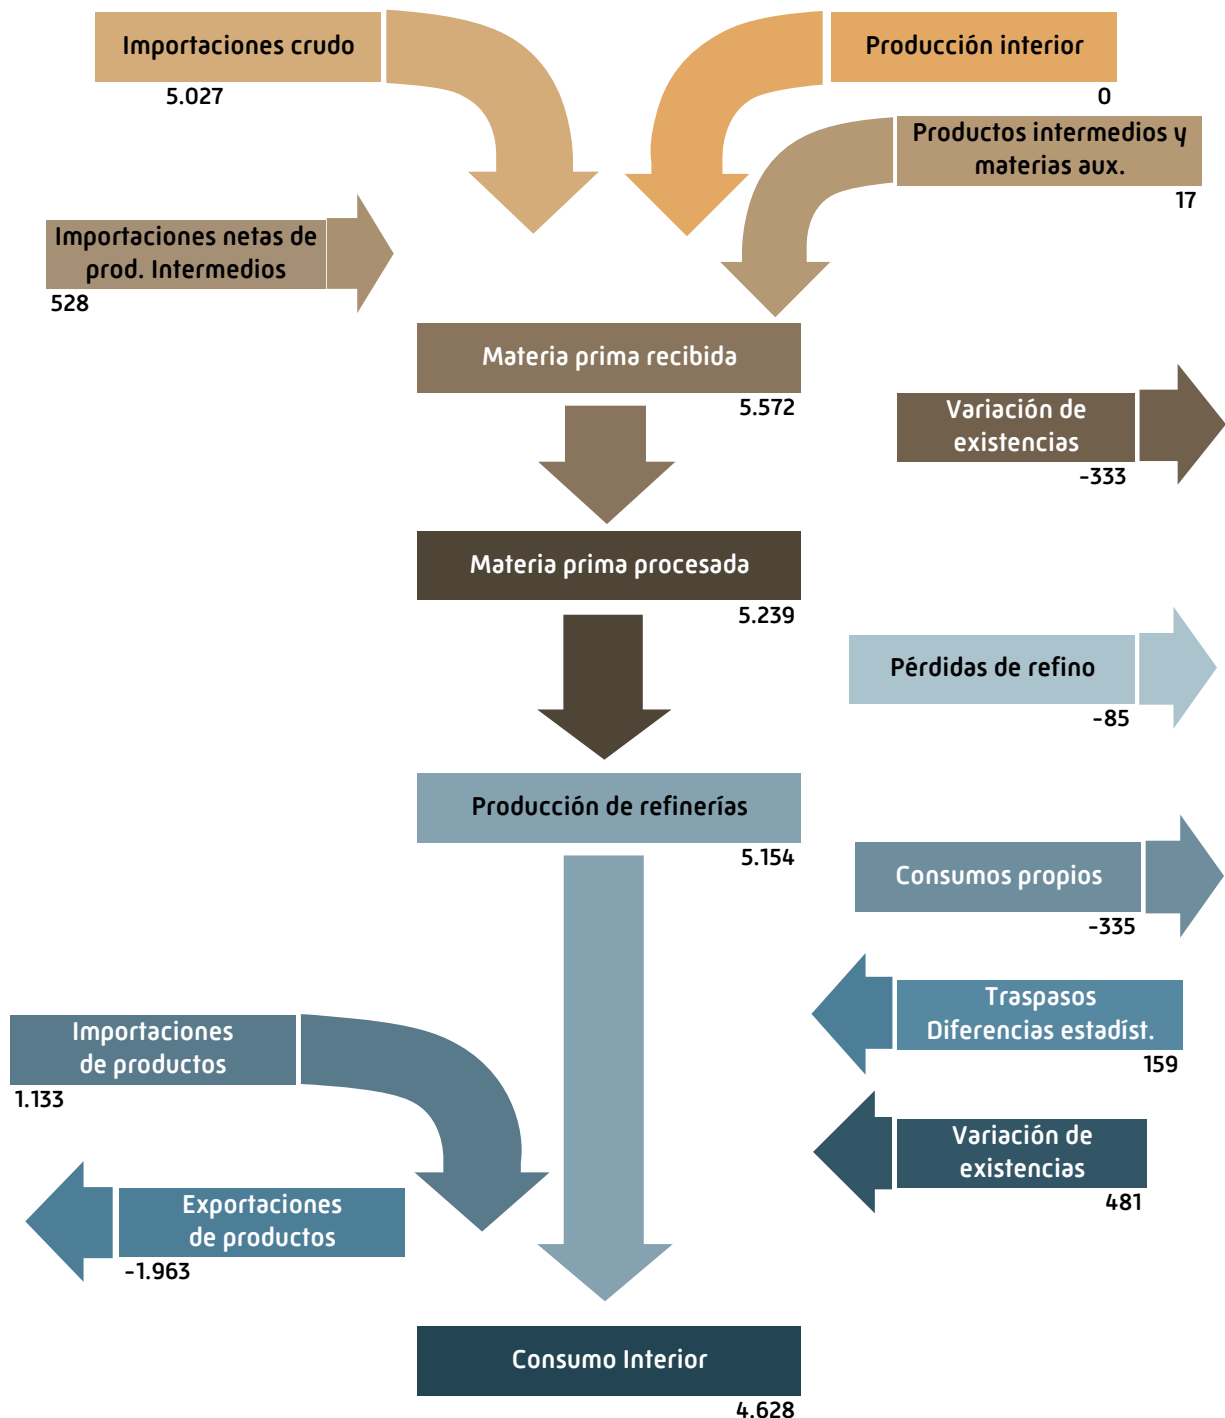 Importaciones crudo
5.027
Producción interior
0
Productos intermedios y
materias aux.
17
Importaciones netas de
prod. Intermedios
528
Materia prima recibida
5.572
Variación de
existencias
-333
Materia prima procesada
5.239
Pérdidas de refino
-85
Producción de refinerías
5.154
Consumos propios
-335
Traspasos
Diferencias estadíst.
159
Importaciones
de productos
1.133
Variación de
existencias
481
Exportaciones
de productos
-1.963
Consumo Interior
4.628